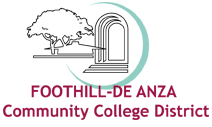 FOOTHILL-DE ANZA
Community College District